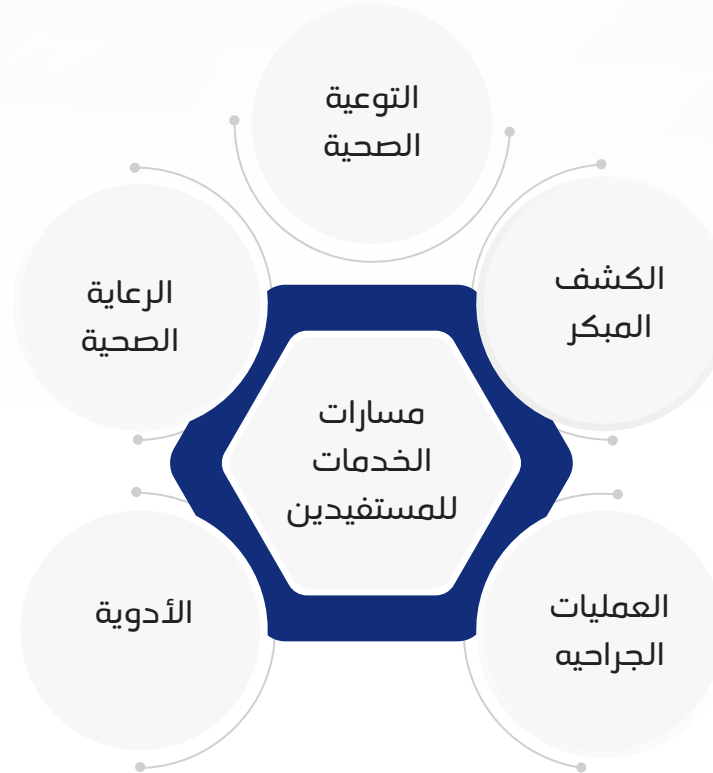 التوعية
الصحية
الكشف
المبكر
الرعاية
الصحية
مسارات
الخدمات
للمستفيدين
العمليات
الجراحيه
الأدوية